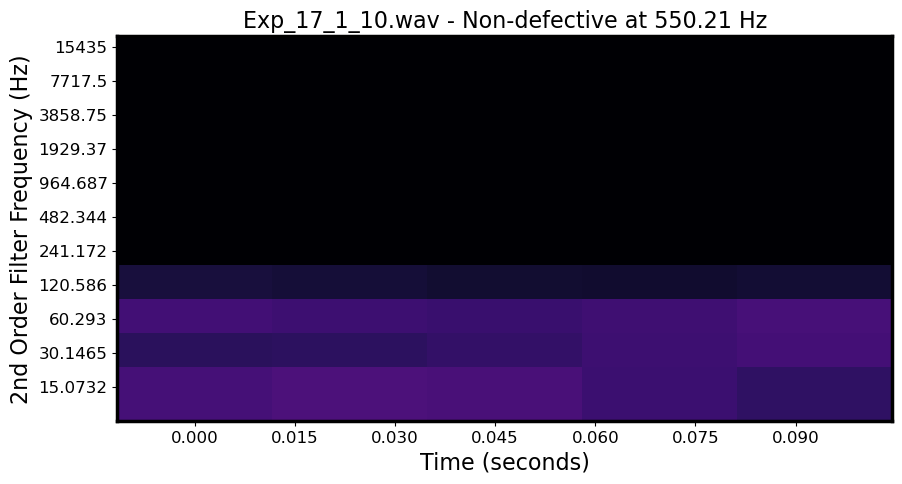 Exp_17_1_10.wav - Non-defective at 550.21 Hz
2nd Order Filter Frequency (Hz)
15435
7717.5
3858.75
1929.37
964.687
482.344
241.172
120.586
60.293
30.1465
15.0732
0.000 0.015 0.030 0.045 0.060 0.075 0.090
Time (seconds)